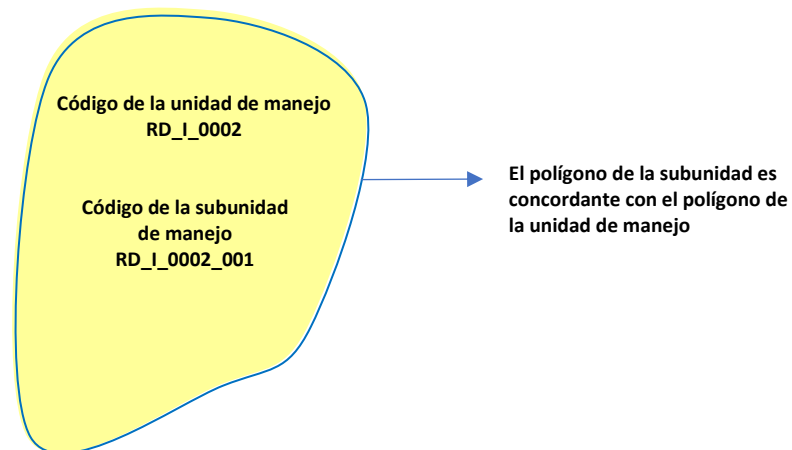 Código de la unidad de manejo
RD_I_0002
Código de la subunidad
de manejo
RD_I_0002_001
El polígono de la subunidad es
concordante con el polígono de
la unidad de manejo